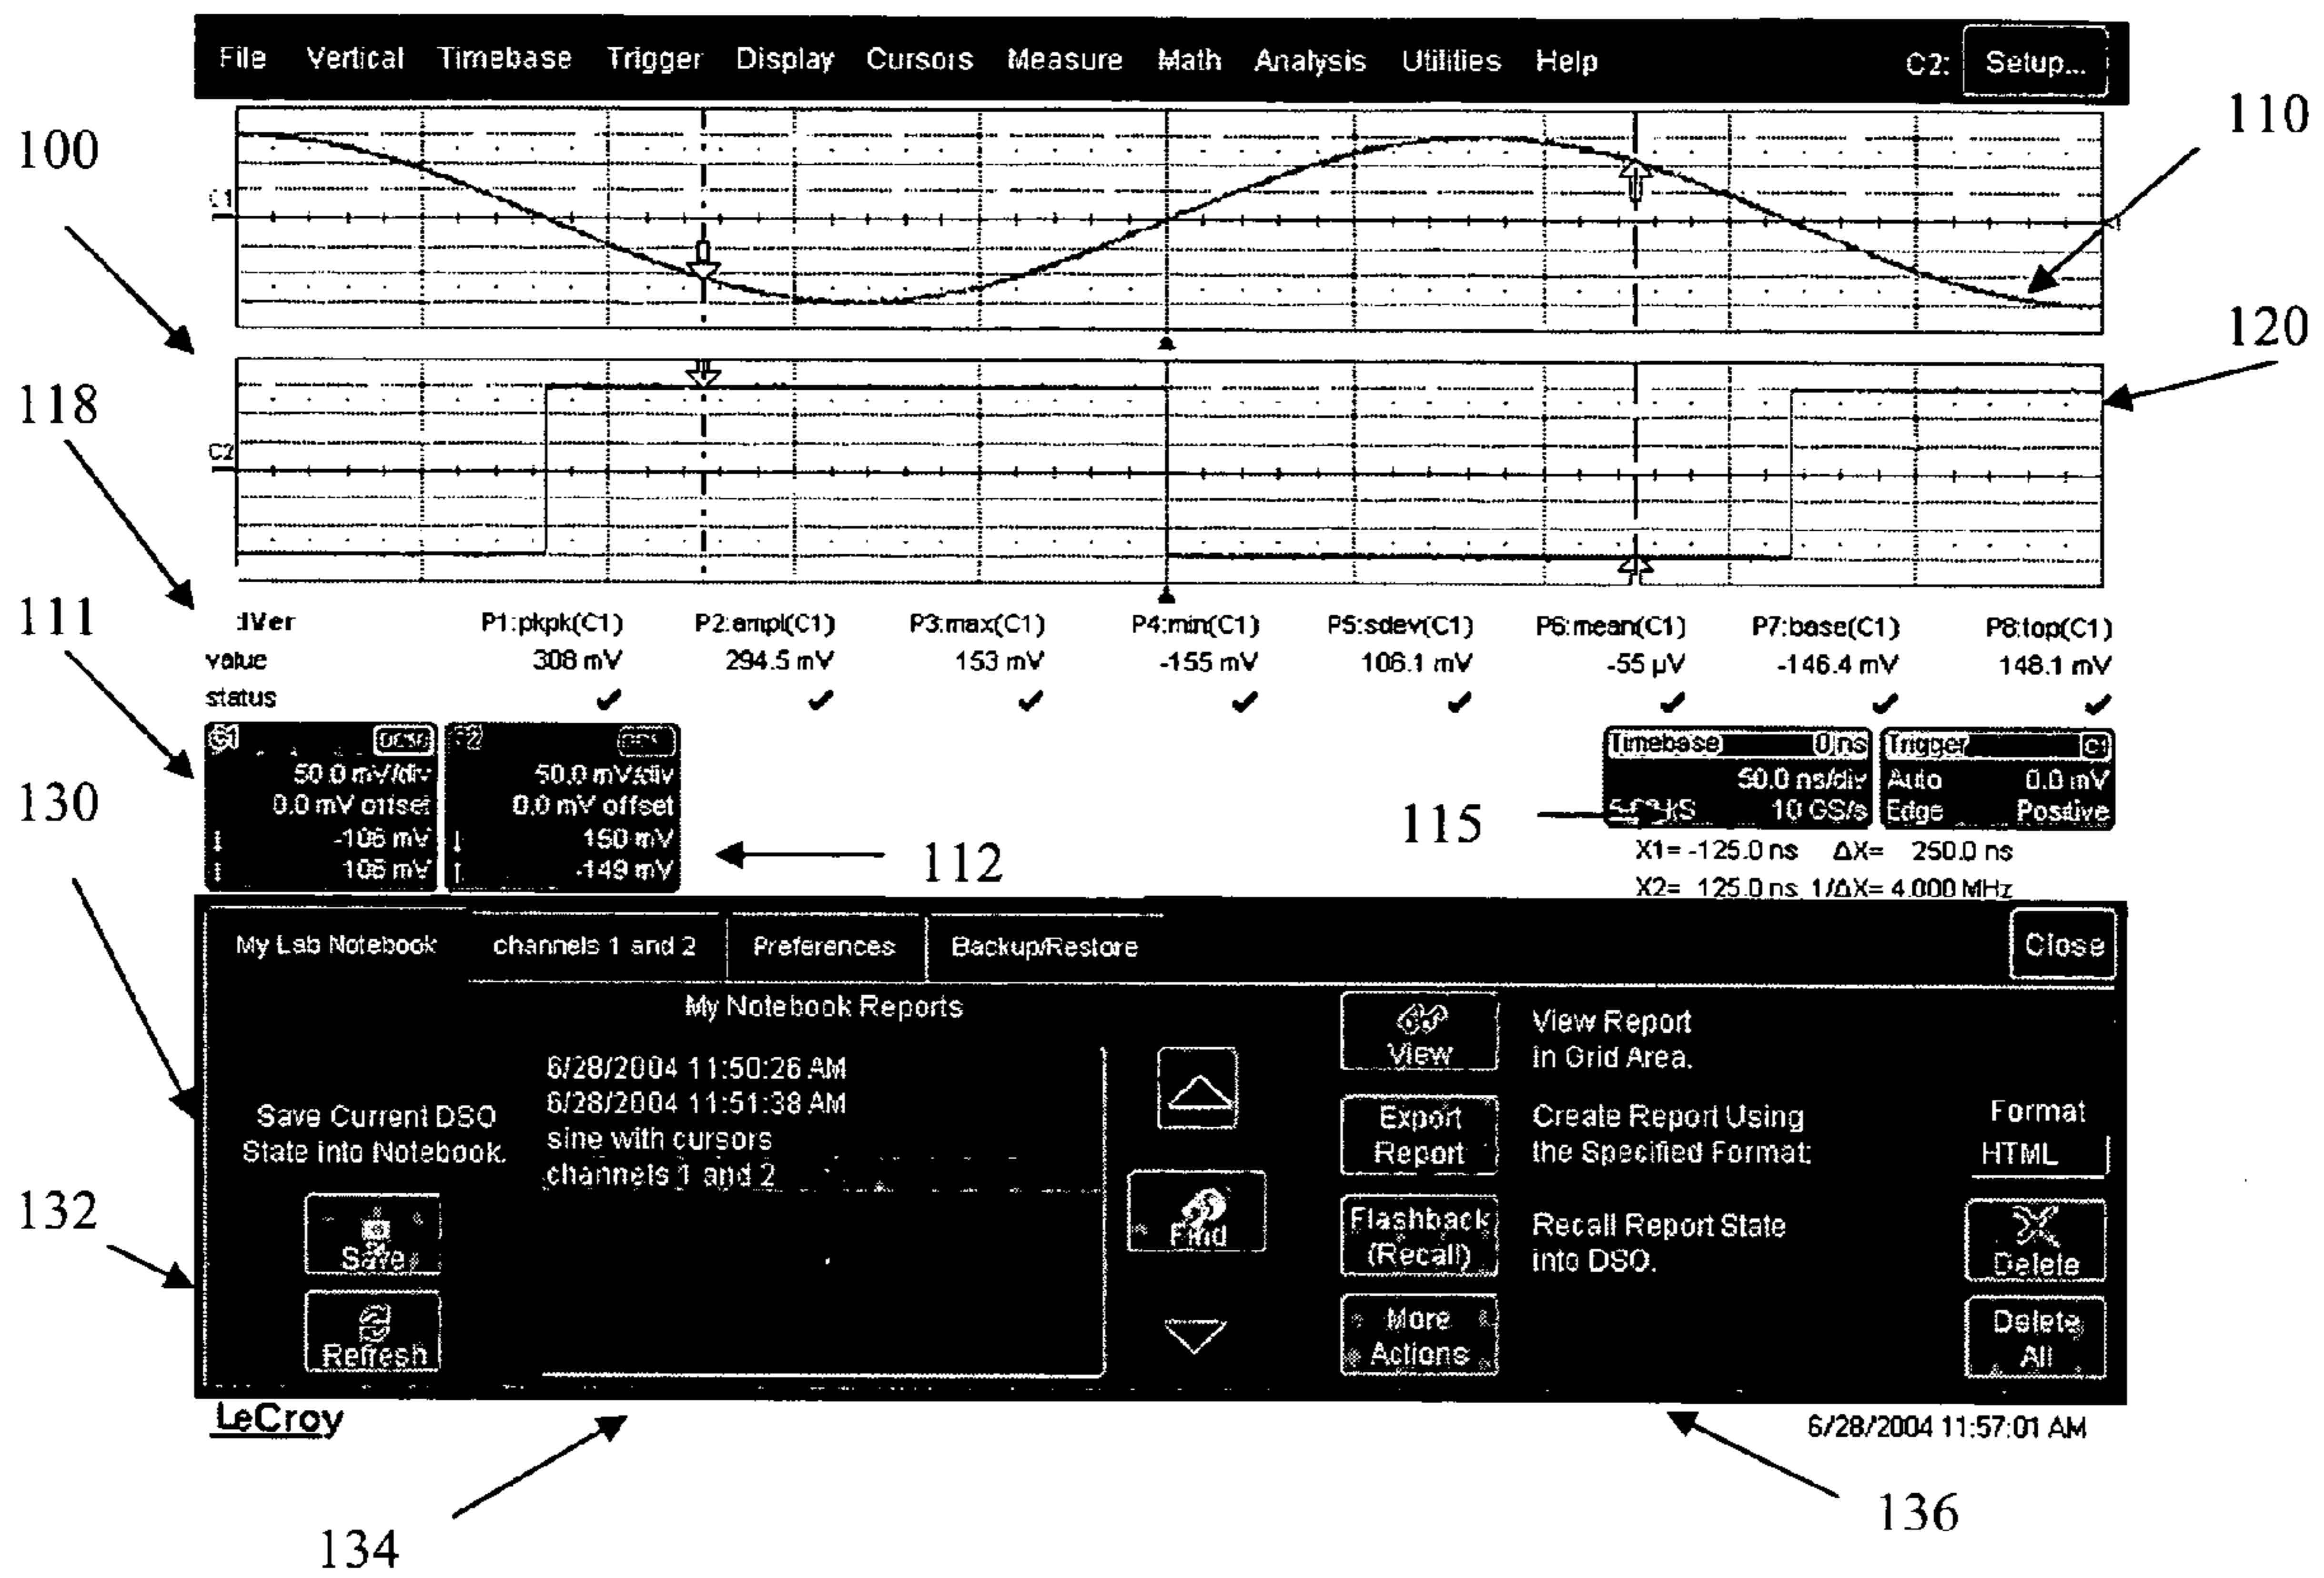 File Vertical Timebase Trigger Display Cursors Measure Math Analysis Utilities Help C2: Setup...
110
100
C1
120
118
C2
111
P1:pkpk(C1) P2:ampl(C1) P3:max(C1) P4:min(C1) P5:sdev(C1) P6:mean(C1) P7:base(C1) P8:top(C1)
value 308 mV 294.5 mV 153 mV -155 mV 106.1 mV -55 µV -146.4 mV 148.1 mV
status
C1
50.0 mV/div
0.0 mV offset
-106 mV
106 mV
50.0 mV/div
0.0 mV offset
150 mV
-149 mV
Timebase 0 ns
50.0 ns/div
10 GS/s
Trigger C1
Auto 0.0 mV
Edge Positive
130
115
112
X1= -125.0 ns ΔX= 250.0 ns
X2= 125.0 ns 1/ΔX= 4.000 MHz
My Lab Notebook channels 1 and 2 Preferences Backup/Restore Close
My Notebook Reports
6/28/2004 11:50:26 AM
6/28/2004 11:51:38 AM
sine with cursors
channels 1 and 2
Save Current DSO
State into Notebook.
Save
Refresh
Find
View
View Report
in Grid Area.
Export
Report
Create Report Using
the Specified Format:
Format
HTML
Flashback
(Recall)
Recall Report State
into DSO.
Delete
More
Actions
Delete
All
132
LeCroy
6/28/2004 11:57:01 AM
134
136